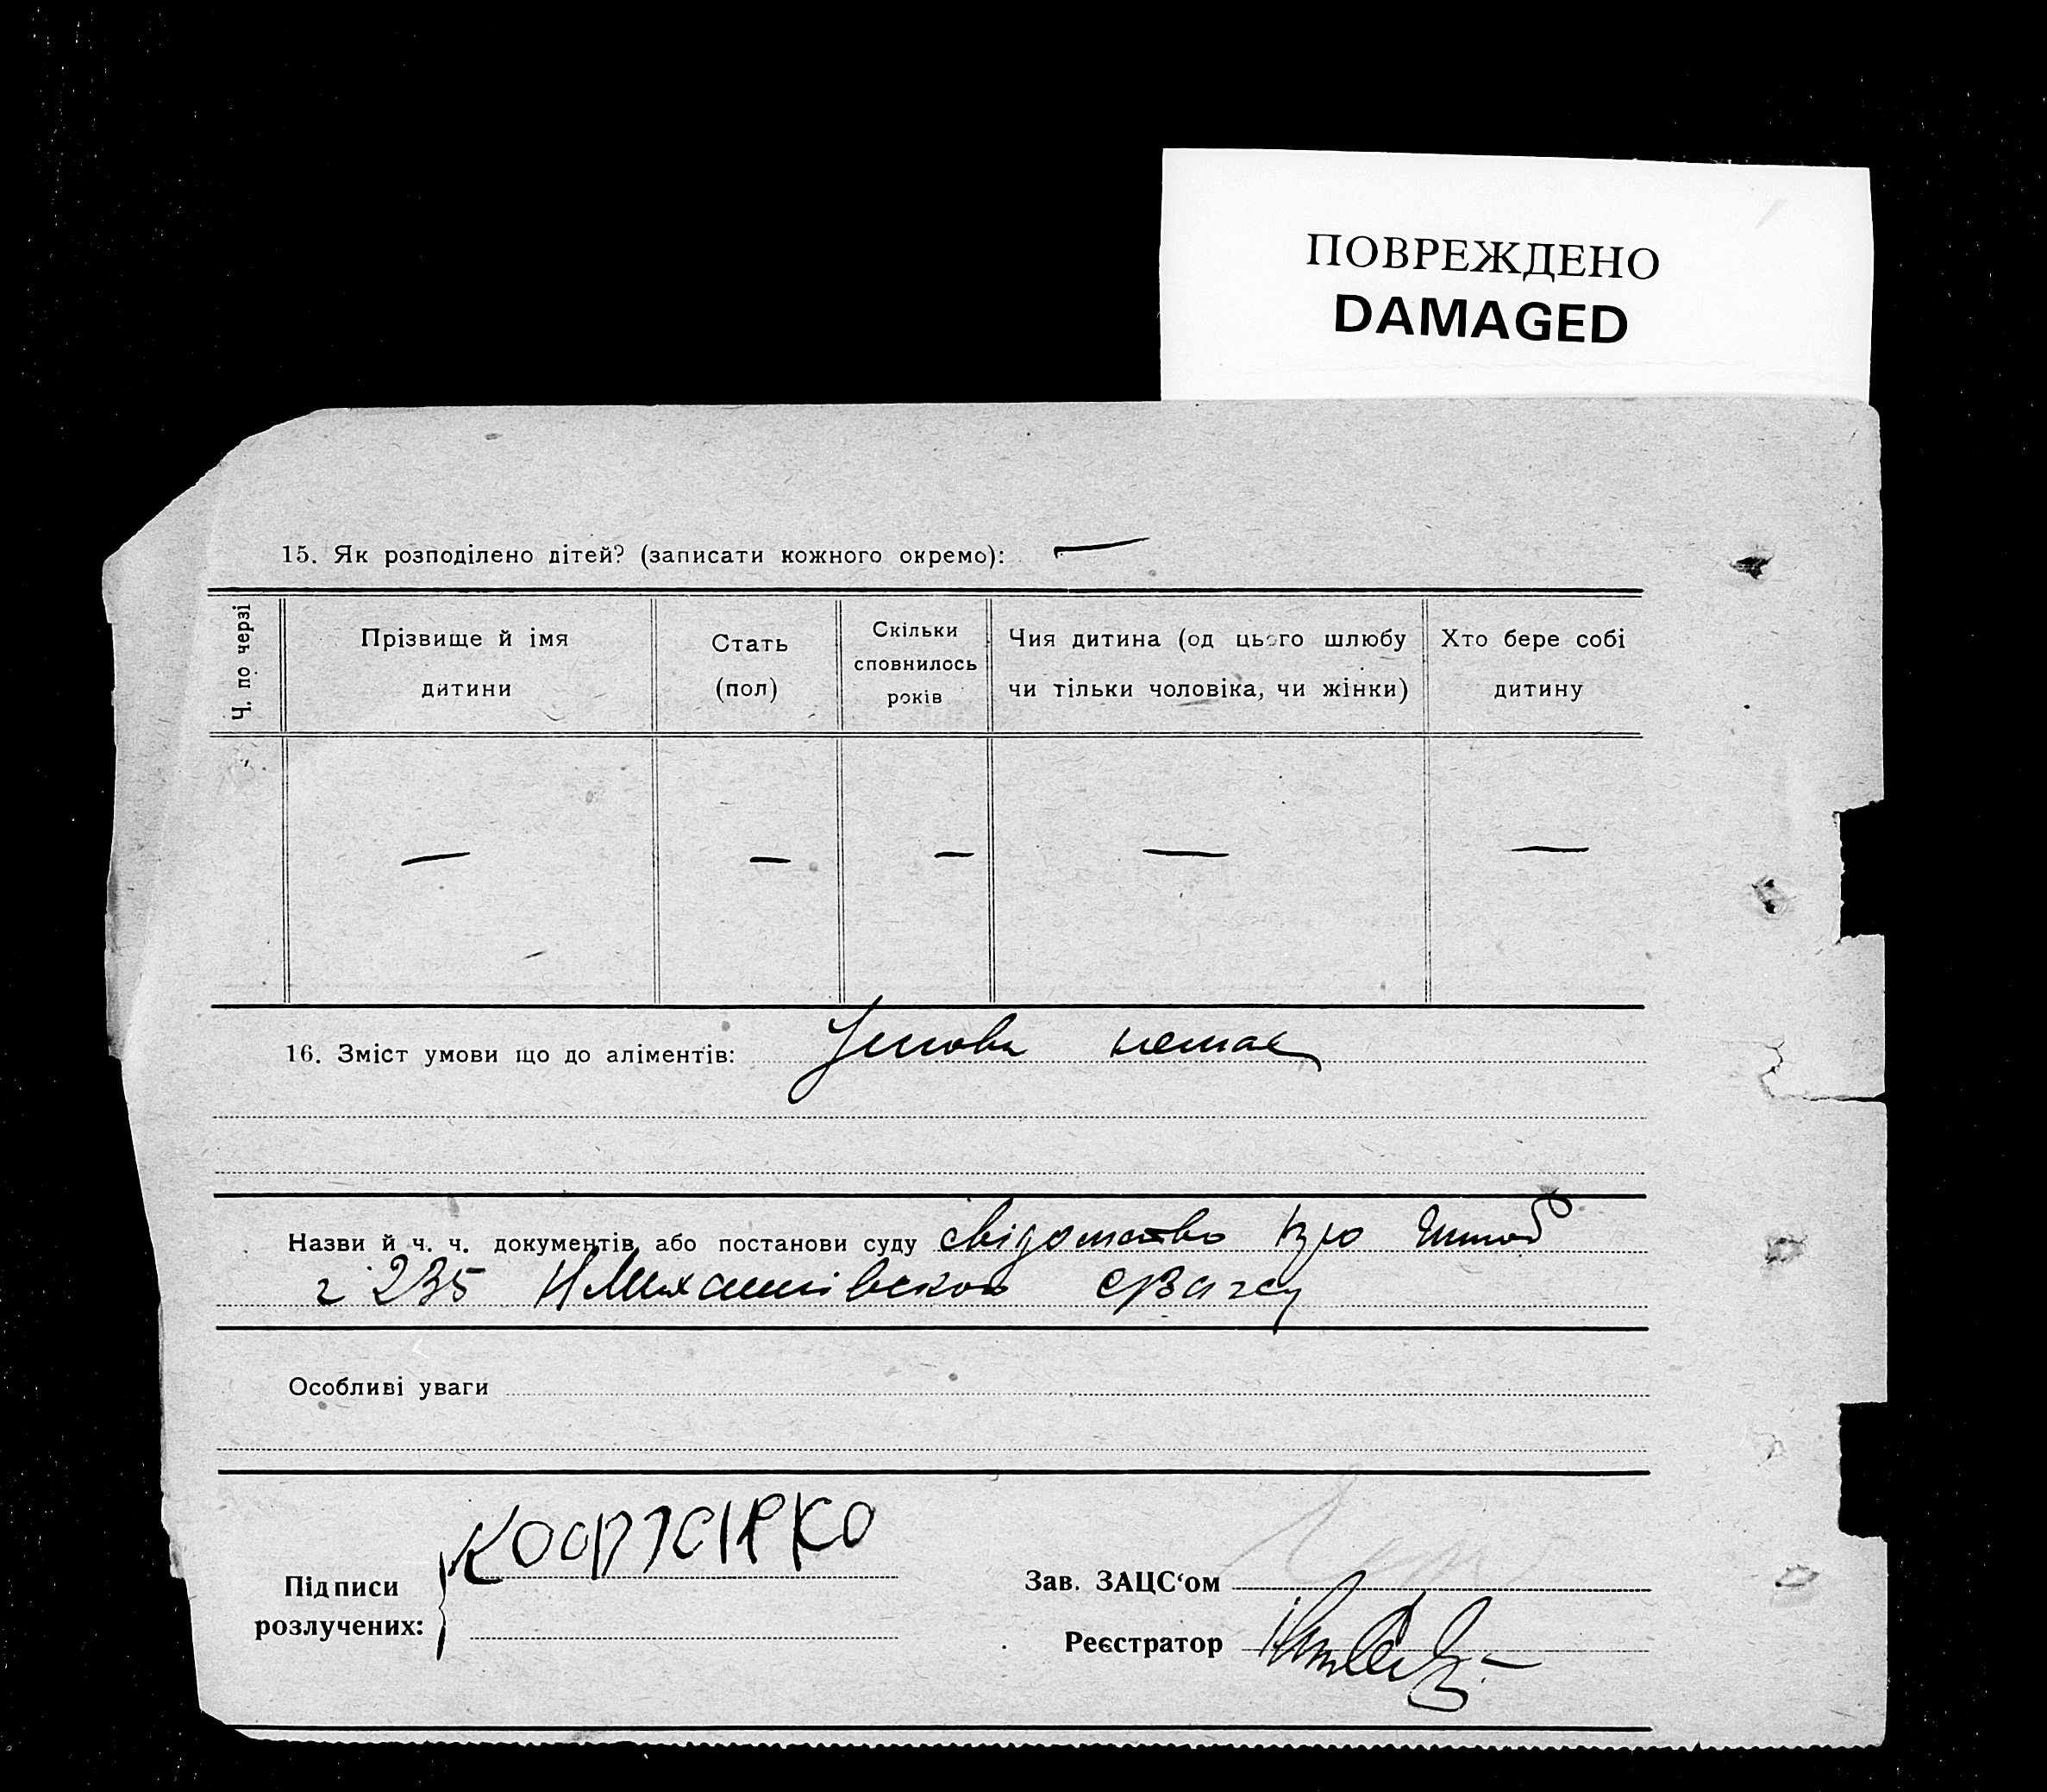 ПОВРЕЖДЕНО
DAMAGED
15. Як розподілено дітей? (записати кожного окремо): —
Ч. по черзі
Прізвище й імя
дитини
Стать
(пол)
Скільки
сповнилось
років
Чия дитина (од цього шлюбу
чи тільки чоловіка, чи жінки)
Хто бере собі
дитину
— — — — —
16. Зміст умови що до аліментів: Умова немає
Назви й ч. ч. документів або постанови суду свідоцтво про шлюб
235
Особливі уваги
Підписи
розлучених:
Зав. ЗАЦС‘ом
Реєстратор